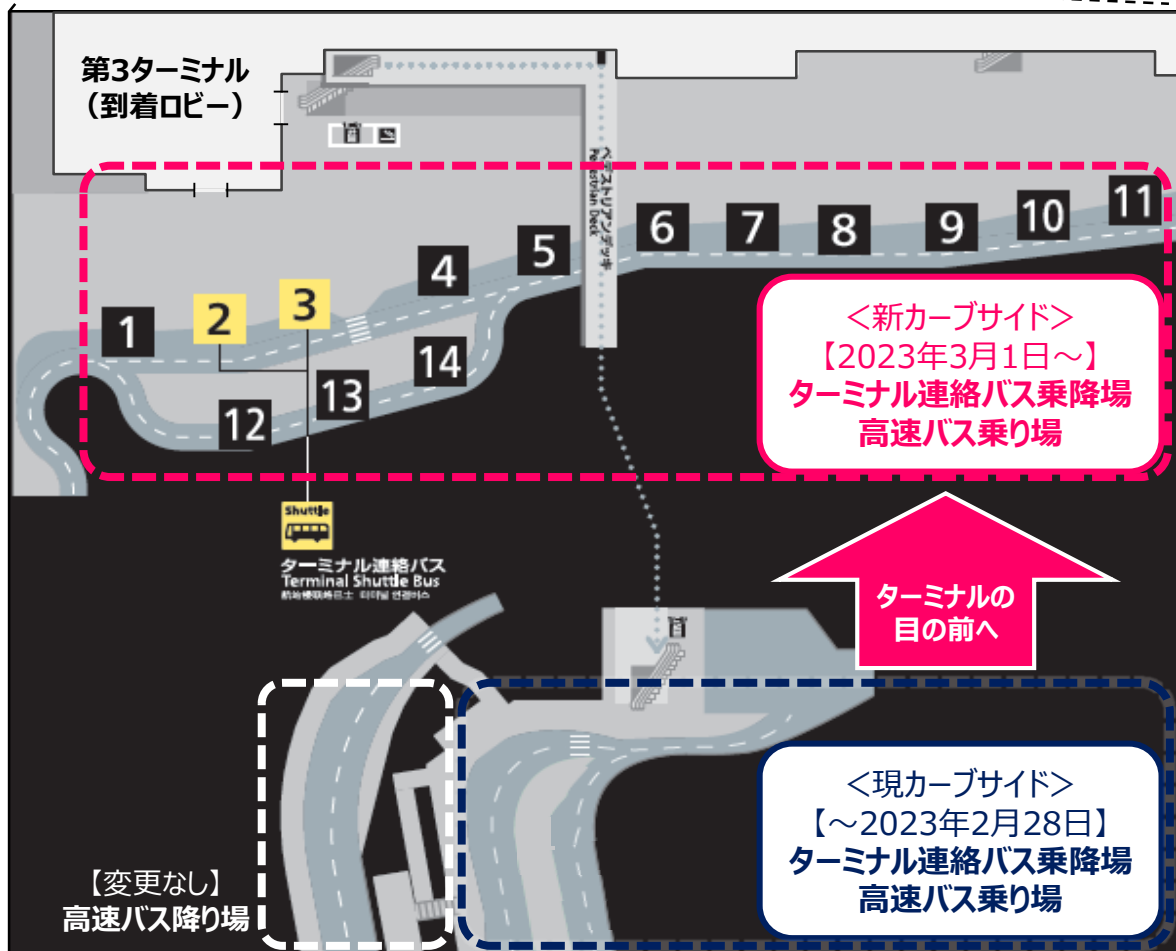 第3ターミナル
（到着ロビー）
ペデストリアンデッキ
Pedestrian Deck
1
2
3
4
5
6
7
8
9
10
11
12
13
14
＜新カーブサイド＞
【2023年3月1日～】
ターミナル連絡バス乗降場
高速バス乗り場
Shuttle
ターミナル連絡バス
Terminal Shuttle Bus
터미널 연결버스
ターミナルの
目の前へ
＜現カーブサイド＞
【～2023年2月28日】
ターミナル連絡バス乗降場
高速バス乗り場
【変更なし】
高速バス降り場